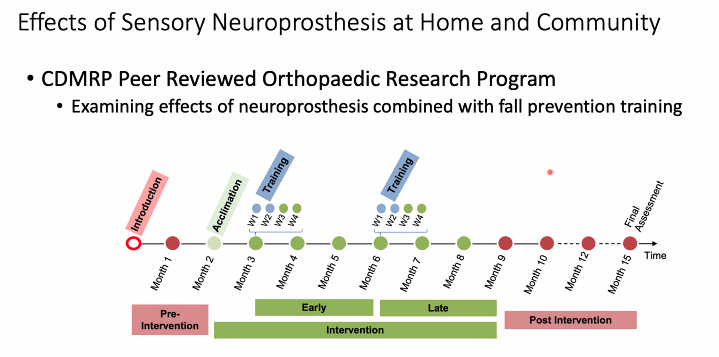 Effects of Sensory Neuroprosthesis at Home and Community
• CDMRP Peer Reviewed Orthopaedic Research Program
• Examining effects of neuroprosthesis combined with fall prevention training
Introduction
Acclimation
Training
Training
W1 W2 W3 W4
W1 W2 W3 W4
Final
Assessment
Time
Month 1
Month 2
Month 3
Month 4
Month 5
Month 6
Month 7
Month 8
Month 9
Month 10
Month 12
Month 15
Pre-
Intervention
Early
Late
Intervention
Post Intervention